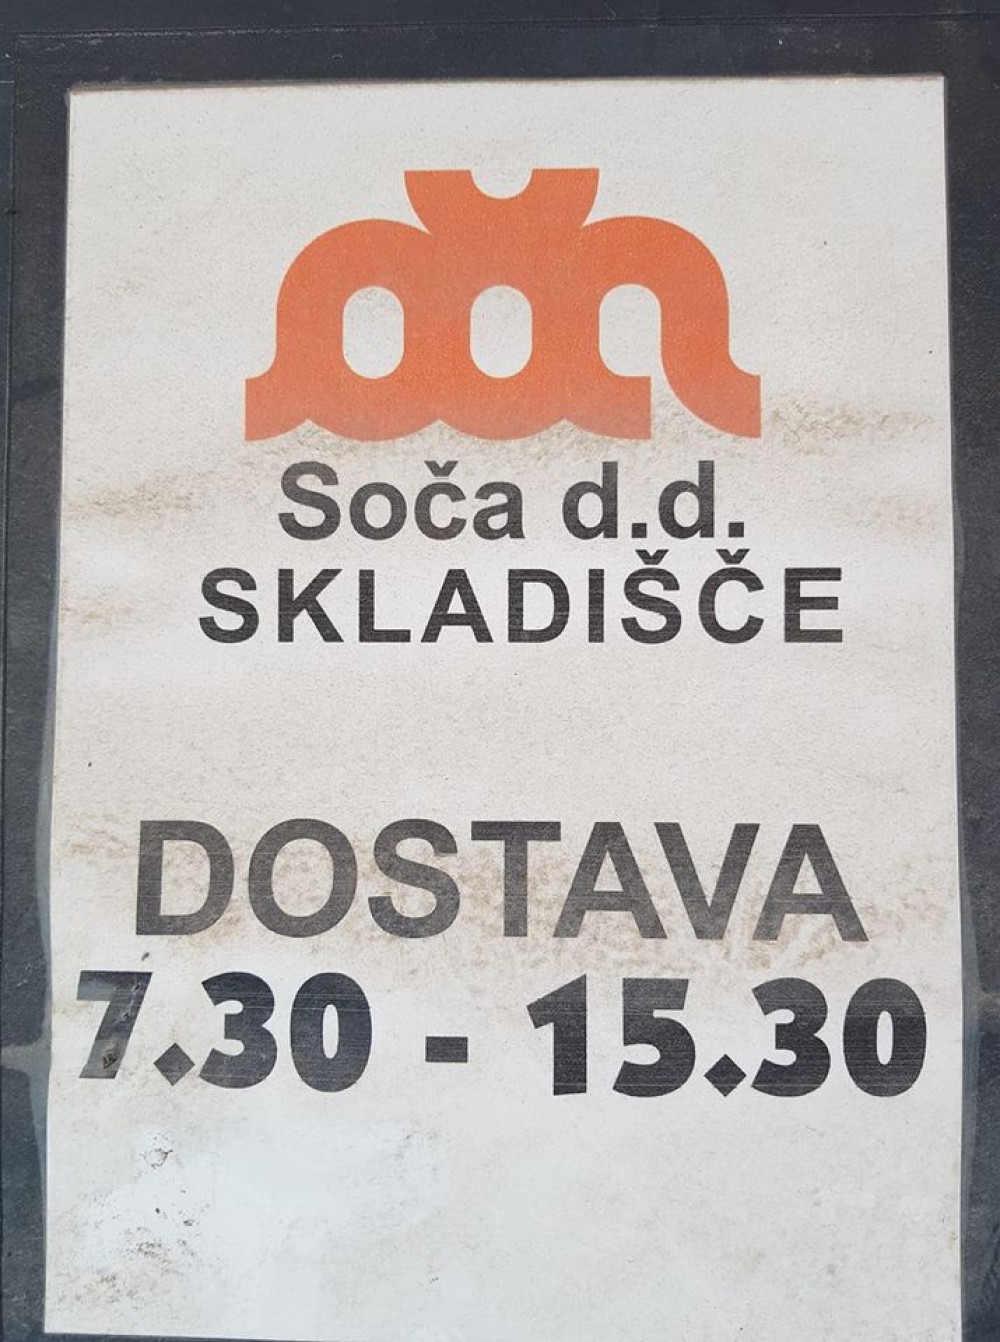 Soča d.d.
SKLADIŠČE
DOSTAVA
7.30 - 15.30